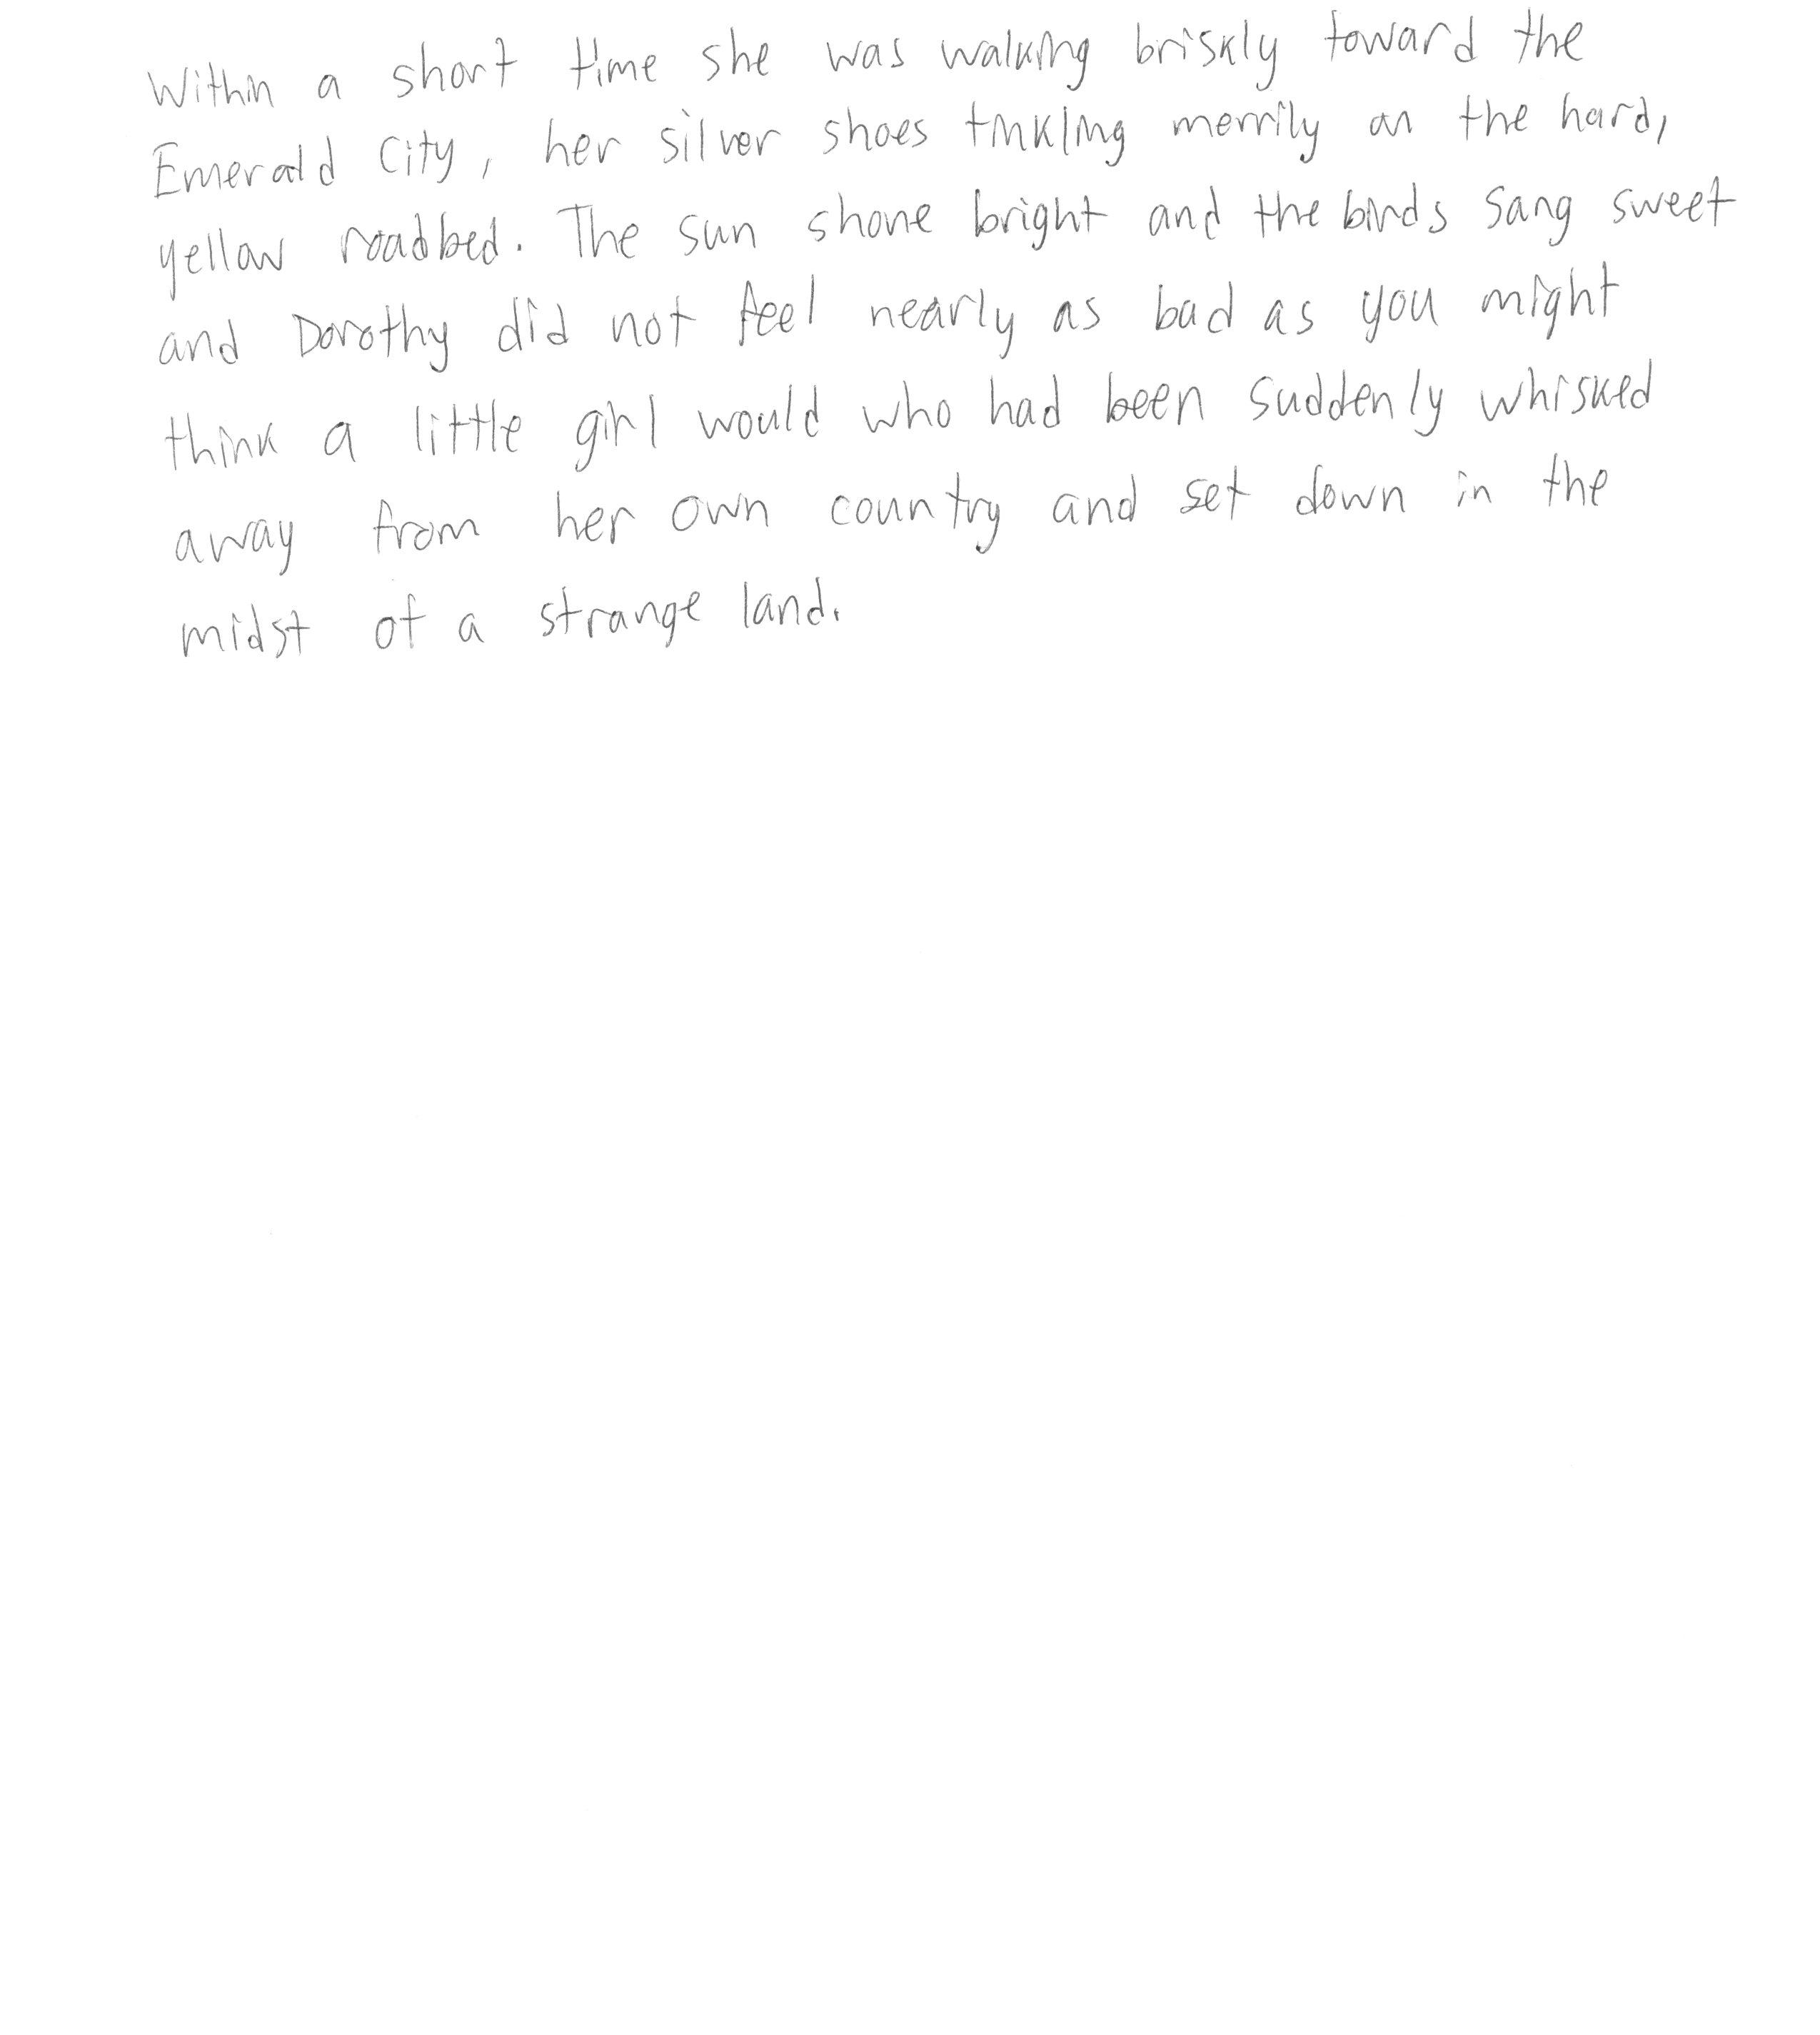 Within a short time she was walking briskly toward the
Emerald City, her silver shoes tinkling merrily on the hard,
yellow roadbed. The sun shone bright and the birds sang sweet
and Dorothy did not feel nearly as bad as you might
think a little girl would who had been suddenly whisked
away from her own country and set down in the
midst of a strange land.